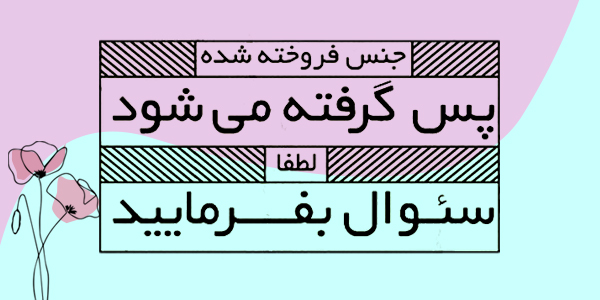 جنس فروخته شده
پس گرفته می شود
لطفا
سئوال بفرمایید